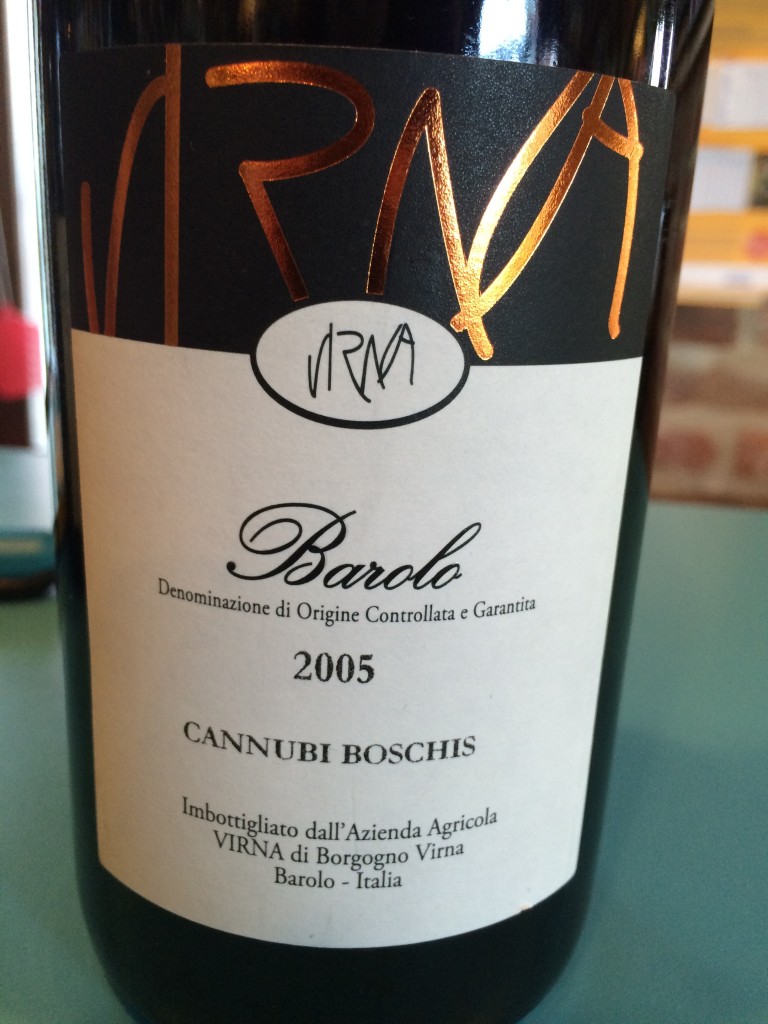 VIRNA
VIRNA
Barolo
Denominazione di Origine Controllata e Garantita
2005
CANNUBI BOSCHIS
Imbottigliato dall'Azienda Agricola
VIRNA di Borgogno Virna
Barolo - Italia